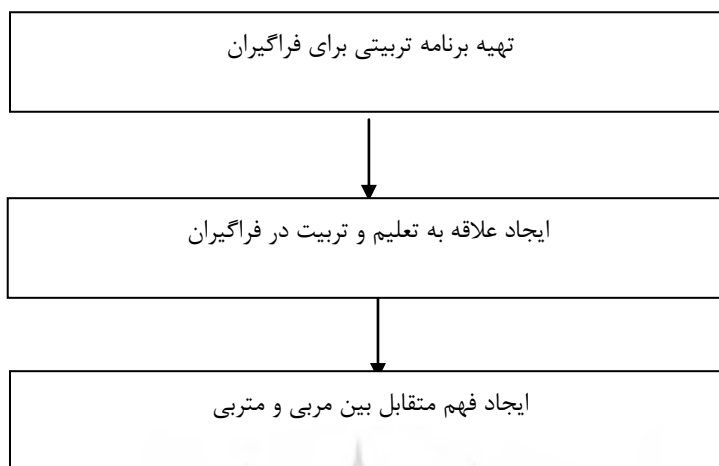 تهیه برنامه تربیتی برای فراگیران
ایجاد علاقه به تعلیم و تربیت در فراگیران
ایجاد فهم متقابل بین مربی و متربی